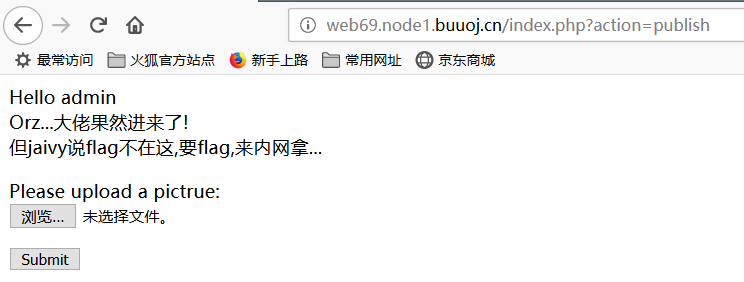 web69.node1.buuoj.cn/index.php?action=publish
最常访问 火狐官方站点 新手上路 常用网址 京东商城
Hello admin
Orz...大佬果然进来了!
但jaivy说flag不在这,要flag,来内网拿...
Please upload a pictrue:
浏览... 未选择文件。
Submit